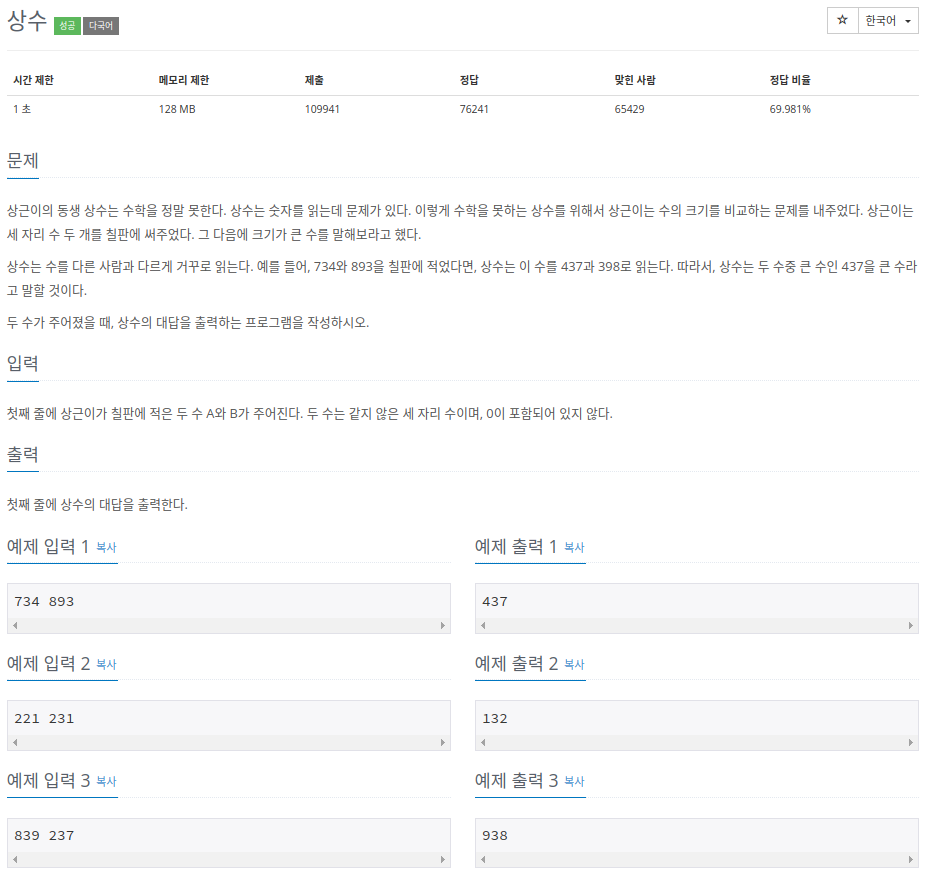 상수 성공 다국어
☆ 한국어
시간 제한 메모리 제한 제출 정답 맞힌 사람 정답 비율
1 초 128 MB 109941 76241 65429 69.981%
문제
상근이의 동생 상수는 수학을 정말 못한다. 상수는 숫자를 읽는데 문제가 있다. 이렇게 수학을 못하는 상수를 위해서 상근이는 수의 크기를 비교하는 문제를 내주었다. 상근이는
세 자리 수 두 개를 칠판에 써주었다. 그 다음에 크기가 큰 수를 말해보라고 했다.
상수는 수를 다른 사람과 다르게 거꾸로 읽는다. 예를 들어, 734와 893을 칠판에 적었다면, 상수는 이 수를 437과 398로 읽는다. 따라서, 상수는 두 수중 큰 수인 437을 큰 수라
고 말할 것이다.
두 수가 주어졌을 때, 상수의 대답을 출력하는 프로그램을 작성하시오.
입력
첫째 줄에 상근이가 칠판에 적은 두 수 A와 B가 주어진다. 두 수는 같지 않은 세 자리 수이며, 0이 포함되어 있지 않다.
출력
첫째 줄에 상수의 대답을 출력한다.
예제 입력 1 복사
734 893
예제 출력 1 복사
437
예제 입력 2 복사
221 231
예제 출력 2 복사
132
예제 입력 3 복사
839 237
예제 출력 3 복사
938